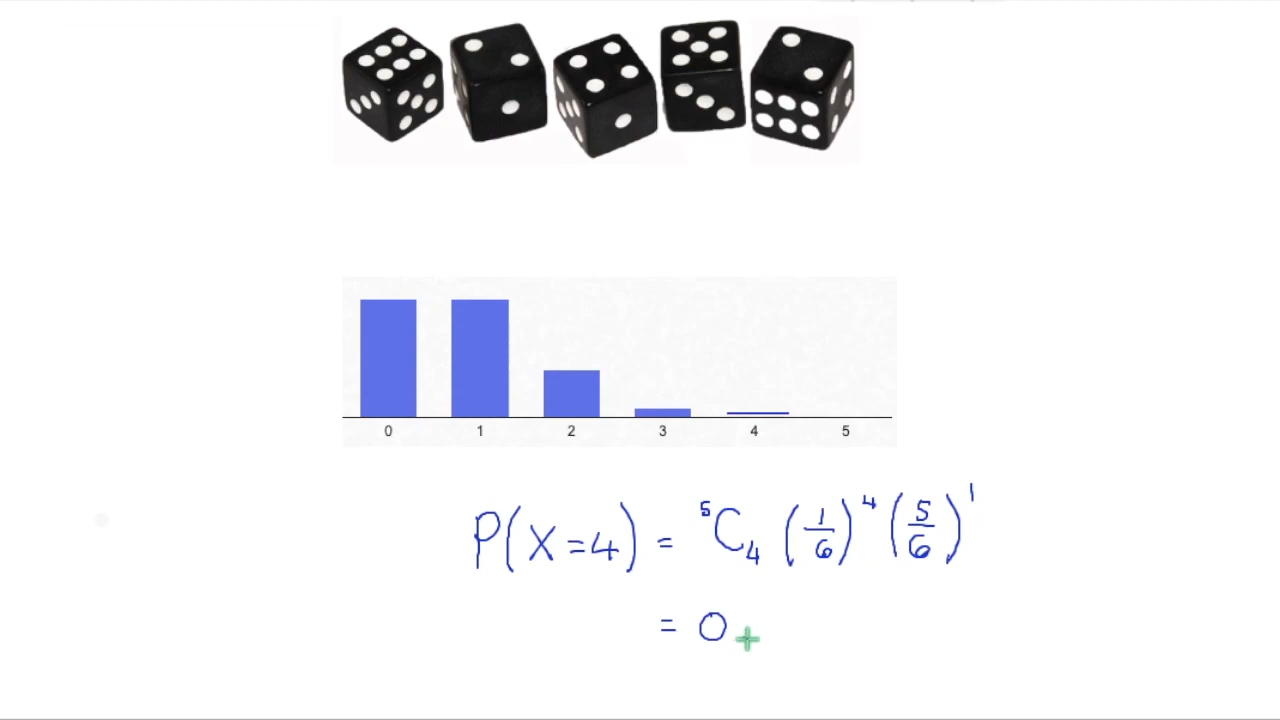 0 1 2 3 4 5
P(X=4) = ⁵C₄ (1/6)⁴ (5/6)¹
= 0